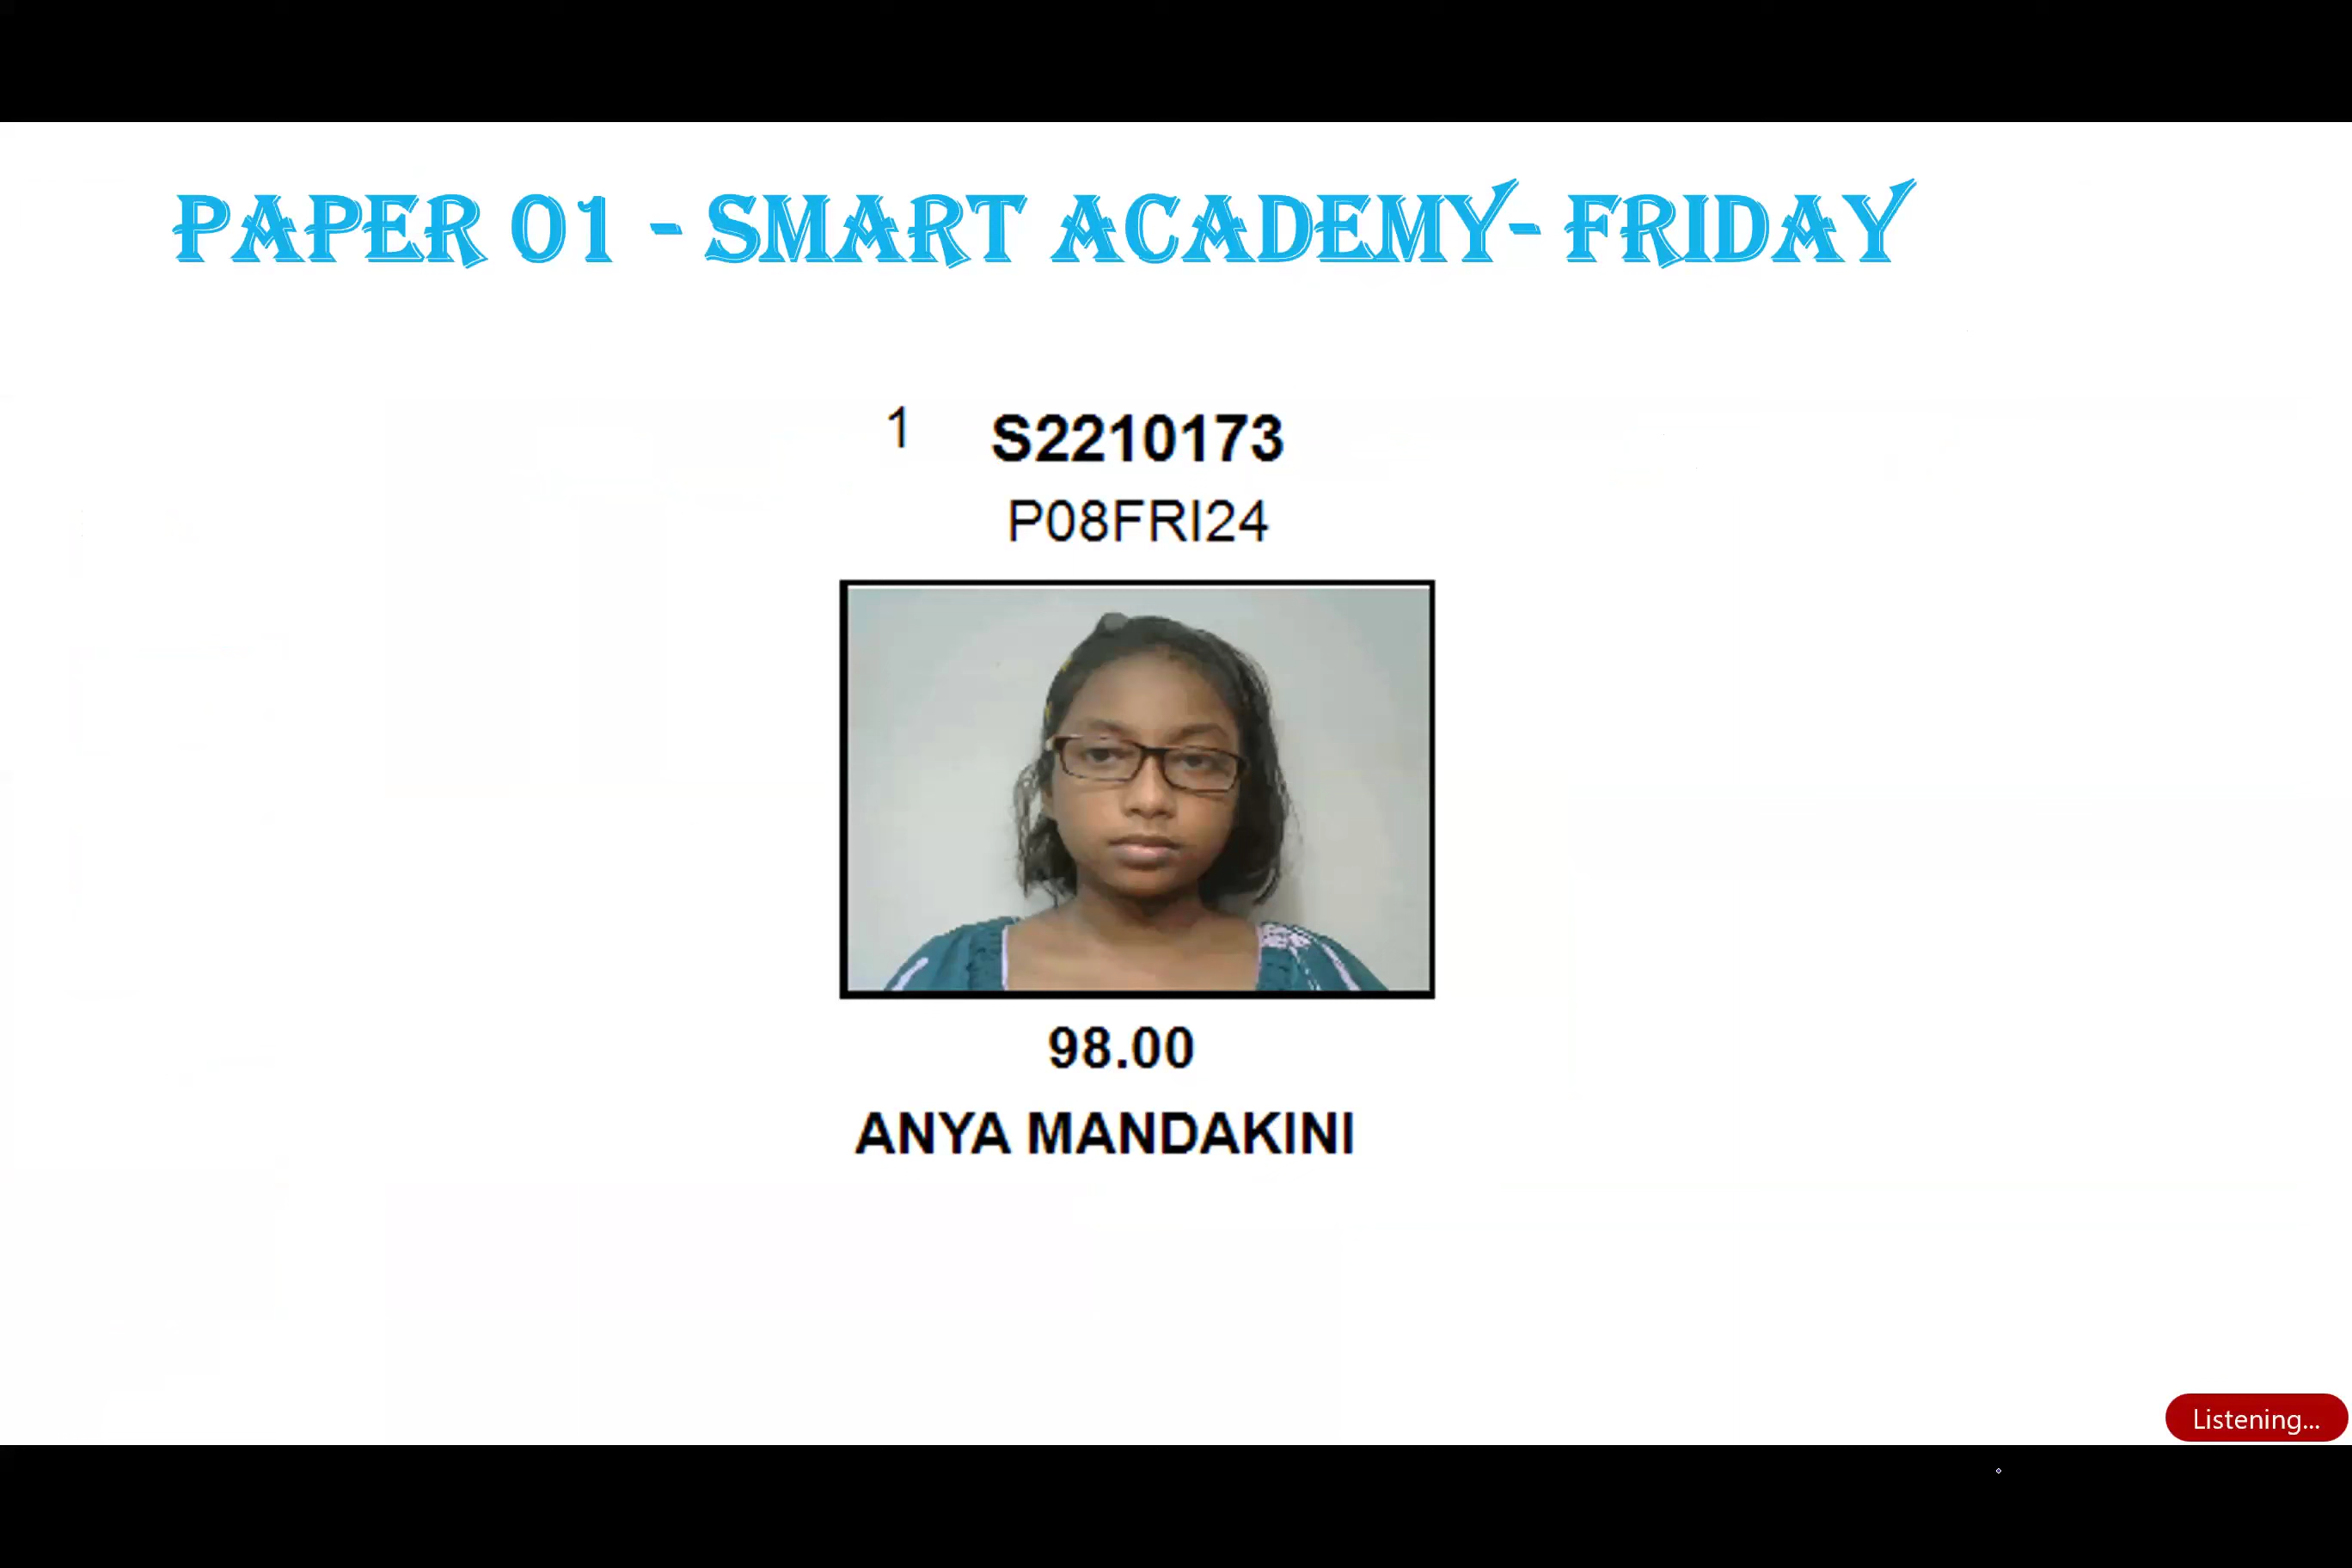 PAPER 01 - SMART ACADEMY- FRIDAY
1 S2210173
P08FRI24
98.00
ANYA MANDAKINI
Listening...